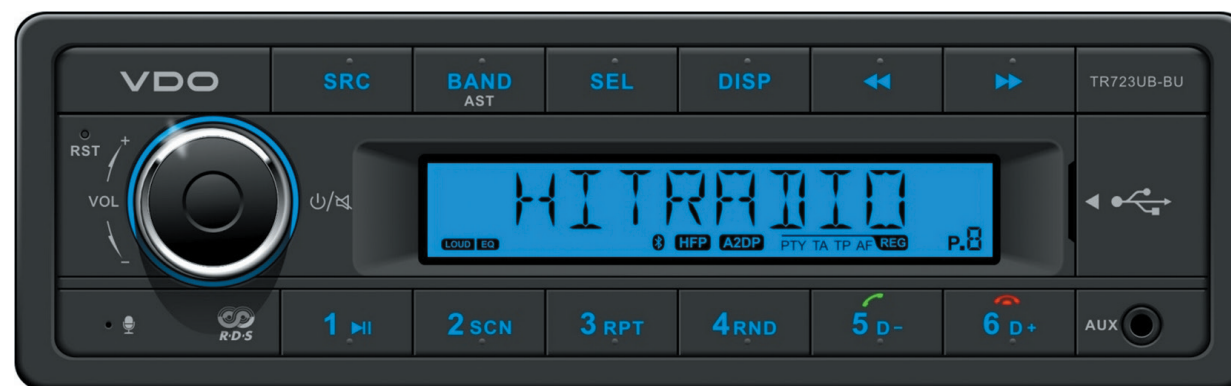 VDO
SRC
BAND
AST
SEL
DISP
TR723UB-BU
RST
+
VOL
–
HITRADIO
LOUD EQ
HFP A2DP PTY TA TP AF REG
P.8
R·D·S
1
2 SCN
3 RPT
4 RND
5 D-
6 D+
AUX